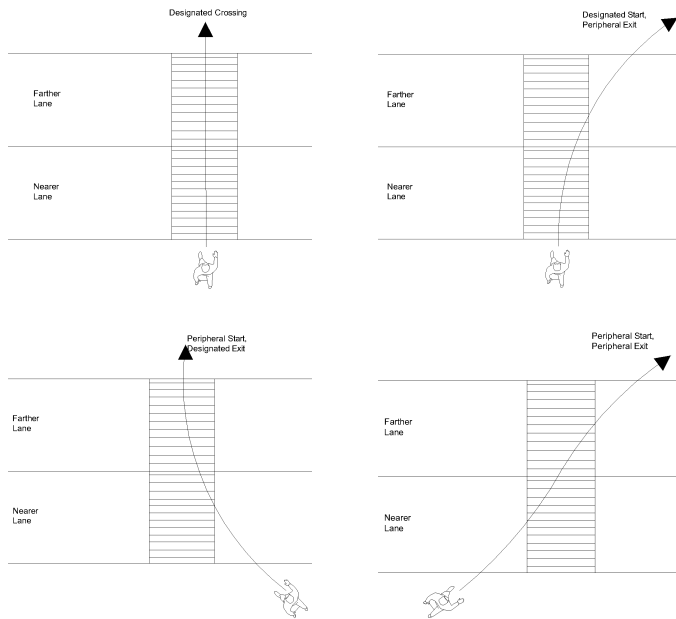 Designated Crossing
Farther
Lane
Nearer
Lane
Designated Start,
Peripheral Exit
Farther
Lane
Nearer
Lane
Peripheral Start,
Designated Exit
Farther
Lane
Nearer
Lane
Peripheral Start,
Peripheral Exit
Farther
Lane
Nearer
Lane